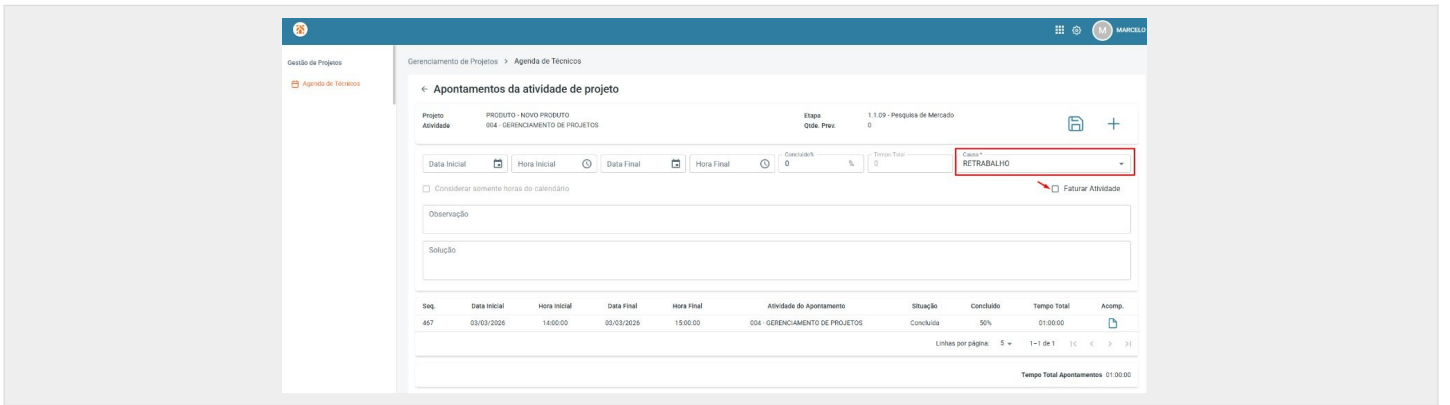 M MARCELO
Gestão de Projetos
Agenda de Técnicos
Gerenciamento de Projetos > Agenda de Técnicos
← Apontamentos da atividade de projeto
Projeto PRODUTO - NOVO PRODUTO Etapa 1.1.09 - Pesquisa de Mercado
Atividade 004 - GERENCIAMENTO DE PROJETOS Qtde. Prev. 0
Concluído% Tempo Total Causa *
Data Inicial Hora Inicial Data Final Hora Final 0 % 0 RETRABALHO
Considerar somente horas do calendário Faturar Atividade
Observação
Solução
Seq. Data Inicial Hora Inicial Data Final Hora Final Atividade do Apontamento Situação Concluído Tempo Total Acomp.
467 03/03/2026 14:00:00 03/03/2026 15:00:00 004 - GERENCIAMENTO DE PROJETOS Concluída 50% 01:00:00
Linhas por página: 5 1–1 de 1
Tempo Total Apontamentos 01:00:00